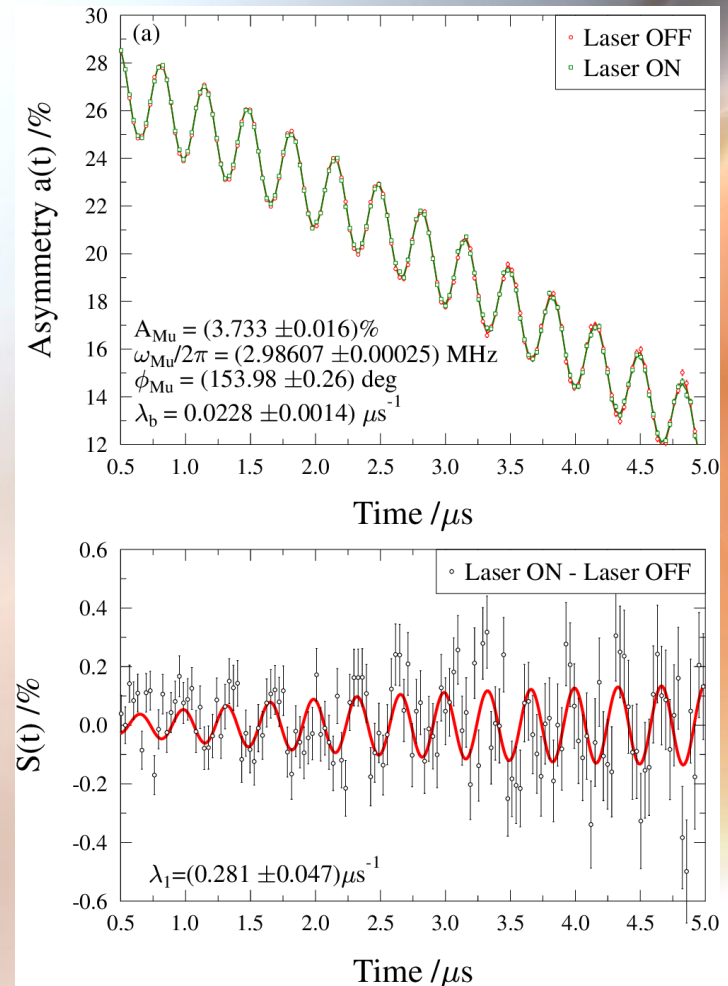 (a)
Laser OFF
Laser ON
30
28
26
24
22
20
18
16
14
12
Asymmetry a(t) /%
A_Mu = (3.733 ±0.016)%
ω_Mu/2π = (2.98607 ±0.00025) MHz
ϕ_Mu = (153.98 ±0.26) deg
λ_b = 0.0228 ±0.0014) μs⁻¹
0.5 1.0 1.5 2.0 2.5 3.0 3.5 4.0 4.5 5.0
Time /μs
Laser ON - Laser OFF
0.6
0.4
0.2
0.0
-0.2
-0.4
-0.6
S(t) /%
λ₁=(0.281 ±0.047)μs⁻¹
0.5 1.0 1.5 2.0 2.5 3.0 3.5 4.0 4.5 5.0
Time /μs